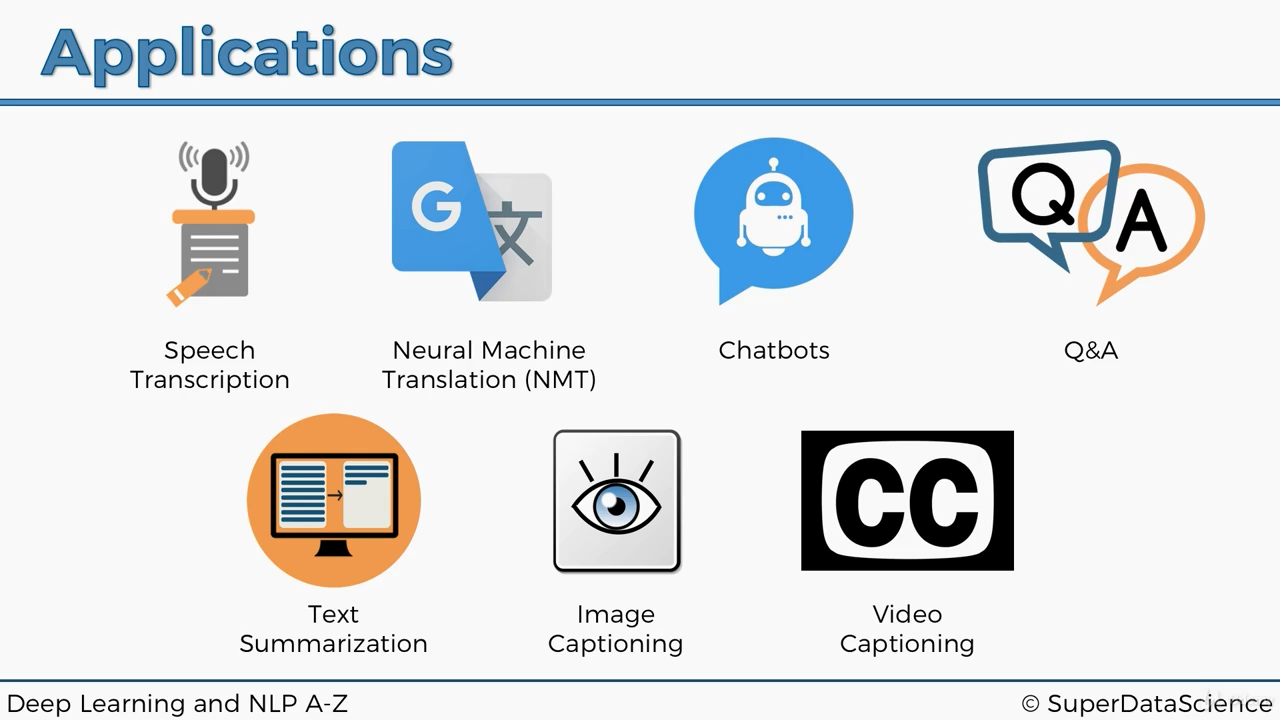 Applications
G 文
Q A
Speech
Transcription
Neural Machine
Translation (NMT)
Chatbots
Q&A
CC
Text
Summarization
Image
Captioning
Video
Captioning
Deep Learning and NLP A-Z
© SuperDataScience